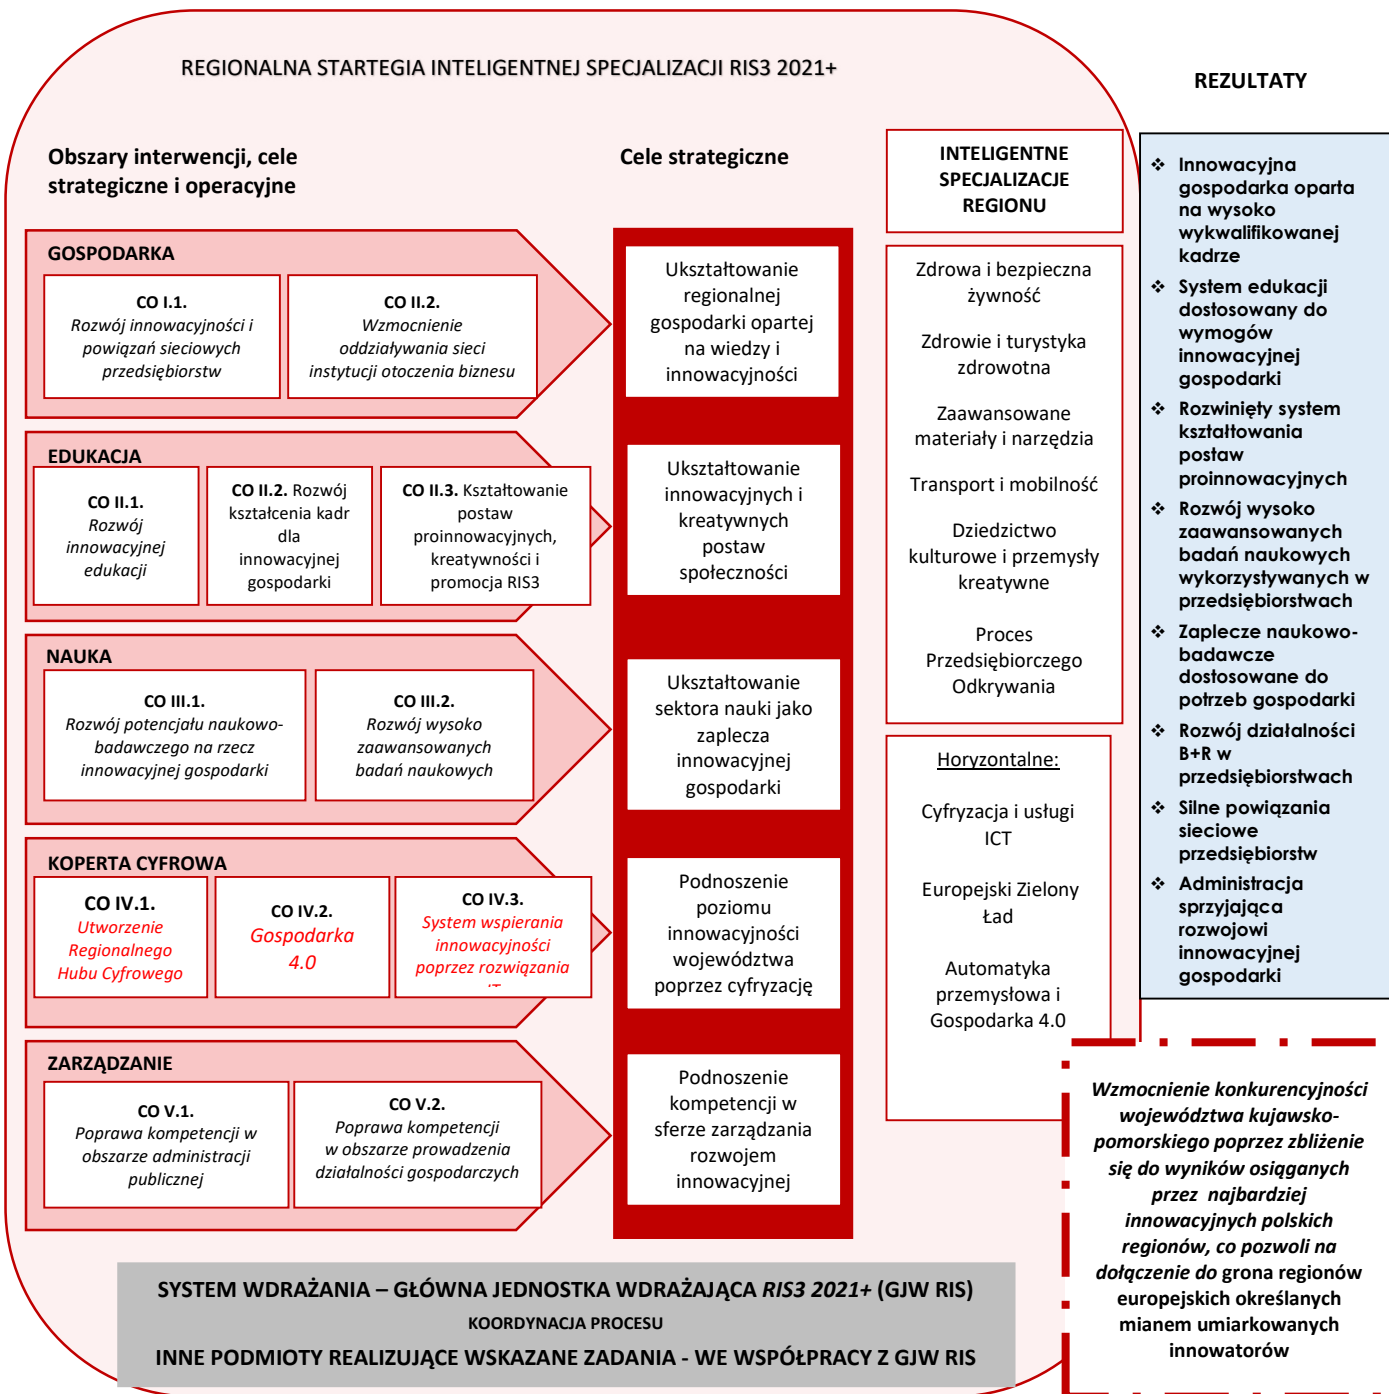 REGIONALNA STARTEGIA INTELIGENTNEJ SPECJALIZACJI RIS3 2021+
Obszary interwencji, cele
strategiczne i operacyjne
GOSPODARKA
CO I.1.
Rozwój innowacyjności i
powiązań sieciowych
przedsiębiorstw
CO II.2.
Wzmocnienie
oddziaływania sieci
instytucji otoczenia biznesu
EDUKACJA
CO II.1.
Rozwój
innowacyjnej
edukacji
CO II.2. Rozwój
kształcenia kadr
dla
innowacyjnej
gospodarki
CO II.3. Kształtowanie
postaw
proinnowacyjnych,
kreatywności i
promocja RIS3
NAUKA
CO III.1.
Rozwój potencjału naukowo-
badawczego na rzecz
innowacyjnej gospodarki
CO III.2.
Rozwój wysoko
zaawansowanych
badań naukowych
KOPERTA CYFROWA
CO IV.1.
Utworzenie
Regionalnego
Hubu Cyfrowego
CO IV.2.
Gospodarka
4.0
CO IV.3.
System wspierania
innowacyjności
poprzez rozwiązania
ZARZĄDZANIE
CO V.1.
Poprawa kompetencji w
obszarze administracji
publicznej
CO V.2.
Poprawa kompetencji
w obszarze prowadzenia
działalności gospodarczych
Cele strategiczne
Ukształtowanie
regionalnej
gospodarki opartej
na wiedzy i
innowacyjności
Ukształtowanie
innowacyjnych i
kreatywnych
postaw
społeczności
Ukształtowanie
sektora nauki jako
zaplecza
innowacyjnej
gospodarki
Podnoszenie
poziomu
innowacyjności
województwa
poprzez cyfryzację
Podnoszenie
kompetencji w
sferze zarządzania
rozwojem
innowacyjnej
INTELIGENTNE
SPECJALIZACJE
REGIONU
Zdrowa i bezpieczna
żywność
Zdrowie i turystyka
zdrowotna
Zaawansowane
materiały i narzędzia
Transport i mobilność
Dziedzictwo
kulturowe i przemysły
kreatywne
Proces
Przedsiębiorczego
Odkrywania
Horyzontalne:
Cyfryzacja i usługi
ICT
Europejski Zielony
Ład
Automatyka
przemysłowa i
Gospodarka 4.0
REZULTATY
❖ Innowacyjna
gospodarka oparta
na wysoko
wykwalifikowanej
kadrze
❖ System edukacji
dostosowany do
wymogów
innowacyjnej
gospodarki
❖ Rozwinięty system
kształtowania
postaw
proinnowacyjnych
❖ Rozwój wysoko
zaawansowanych
badań naukowych
wykorzystywanych w
przedsiębiorstwach
❖ Zaplecze naukowo-
badawcze
dostosowane do
potrzeb gospodarki
❖ Rozwój działalności
B+R w
przedsiębiorstwach
❖ Silne powiązania
sieciowe
przedsiębiorstw
❖ Administracja
sprzyjająca
rozwojowi
innowacyjnej
gospodarki
Wzmocnienie konkurencyjności
województwa kujawsko-
pomorskiego poprzez zbliżenie
się do wyników osiąganych
przez najbardziej
innowacyjnych polskich
regionów, co pozwoli na
dołączenie do grona regionów
europejskich określanych
mianem umiarkowanych
innowatorów
SYSTEM WDRAŻANIA – GŁÓWNA JEDNOSTKA WDRAŻAJĄCA RIS3 2021+ (GJW RIS)
KOORDYNACJA PROCESU
INNE PODMIOTY REALIZUJĄCE WSKAZANE ZADANIA - WE WSPÓŁPRACY Z GJW RIS